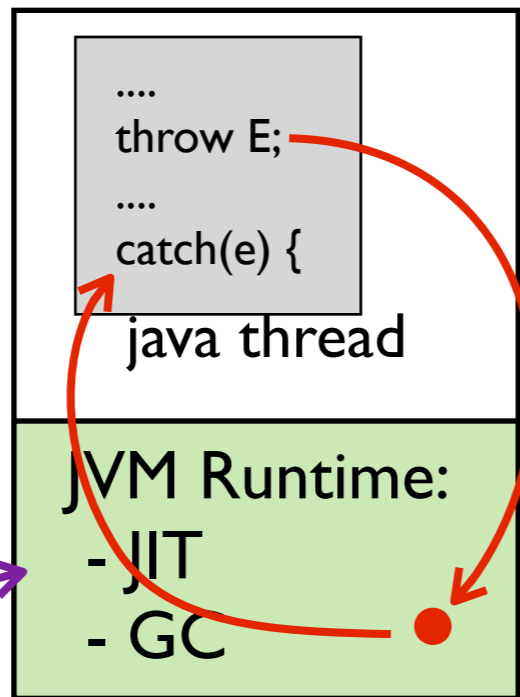 ....
throw E;
....
catch(e) {
java thread
JVM Runtime:
- JIT
- GC